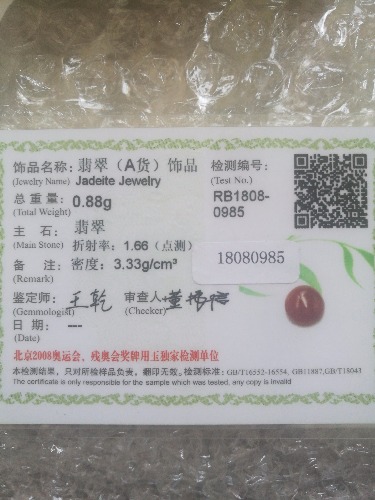 饰品名称：翡翠（A货）饰品
(Jewelry Name) Jadeite Jewelry
检测编号：
(Test No.)
RB1808-
0985
总重量：0.88g
(Total Weight)
主 石：翡翠
(Main Stone) 折射率：1.66（点测）
18080985
备 注：密度：3.33g/cm³
(Remark)
鉴定师：王乾
(Gemmologist)
审查人：
(Checker)
日 期： ---
(Date)
北京2008奥运会、残奥会奖牌用玉独家检测单位
本检测结果，只对所检样品负责，翻印无效。检测标准：GB/T16552-16554，GB11887,GB/T18043
The certificate is only responsible for the sample which was tested, any copy is invalid